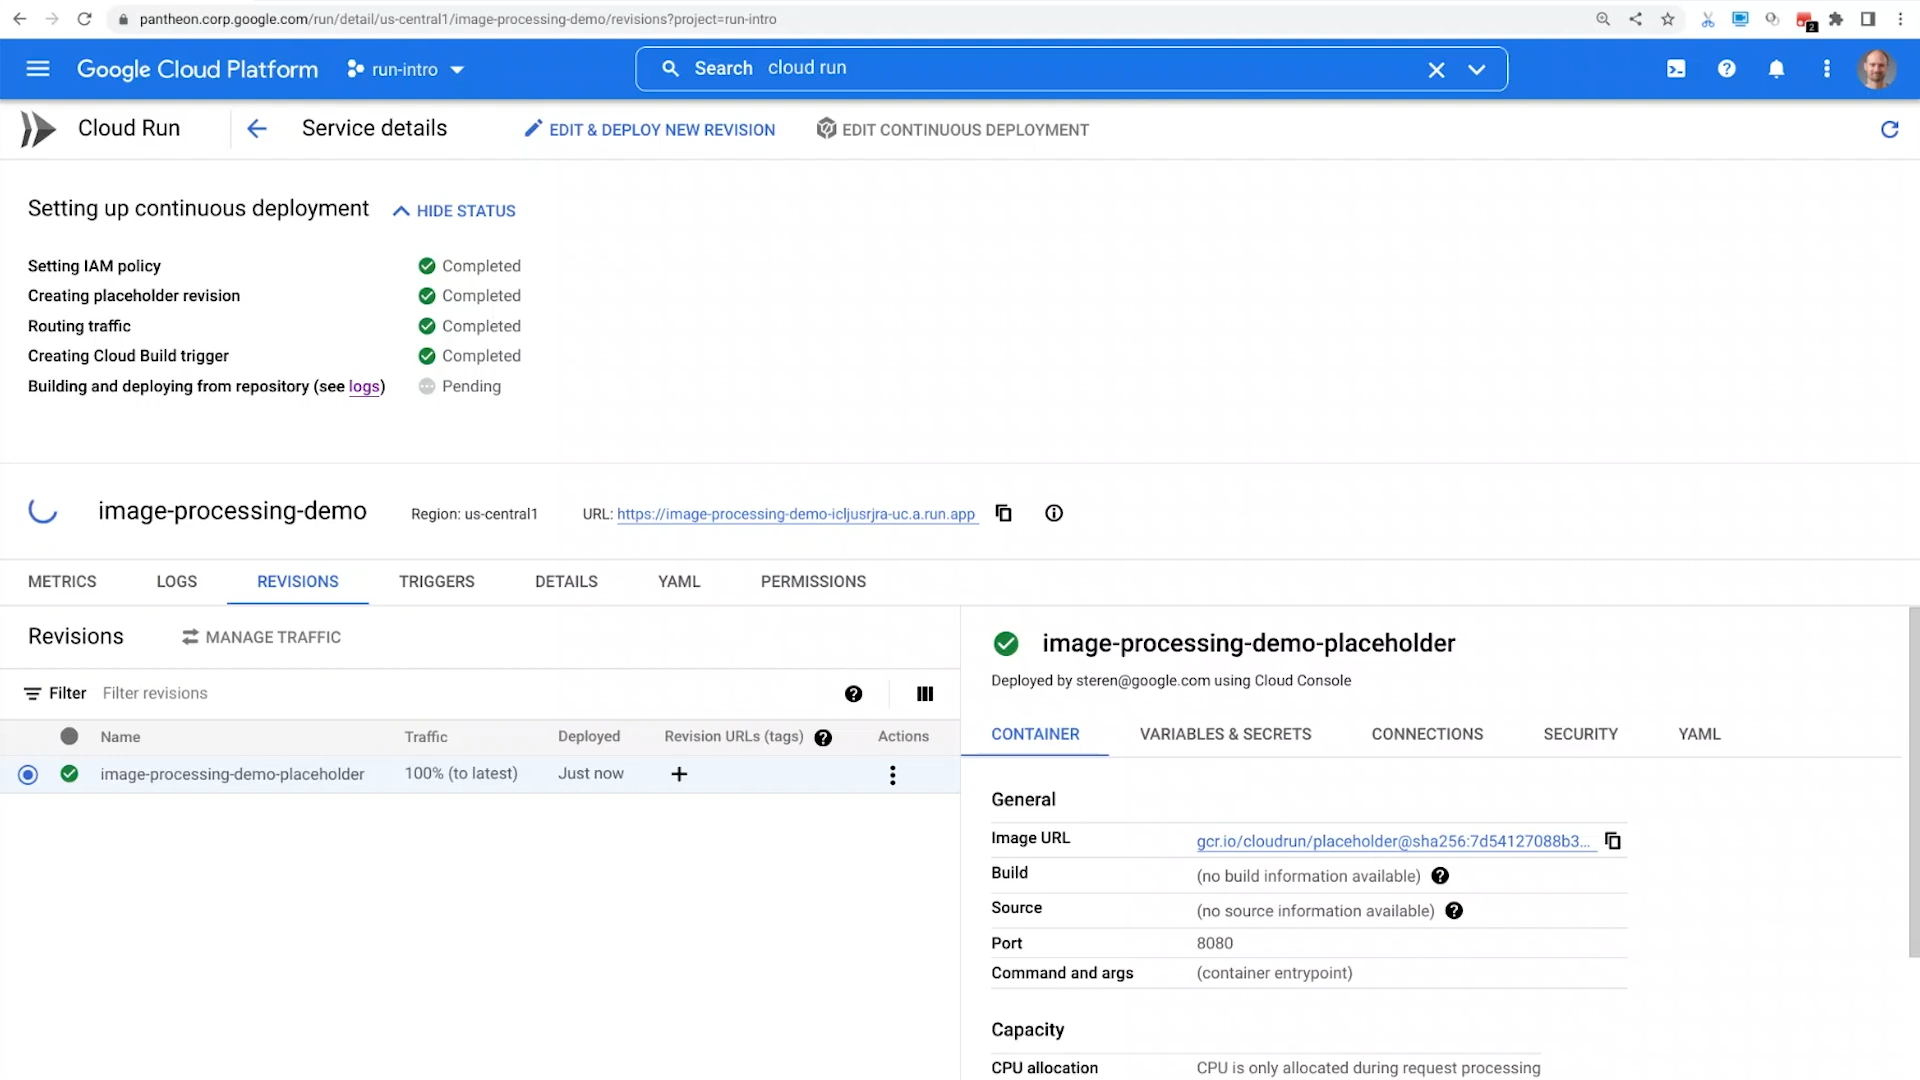 pantheon.corp.google.com/run/detail/us-central1/image-processing-demo/revisions?project=run-intro
2
Google Cloud Platform
run-intro
Search cloud run
Cloud Run
Service details
EDIT & DEPLOY NEW REVISION
EDIT CONTINUOUS DEPLOYMENT
Setting up continuous deployment
HIDE STATUS
Setting IAM policy Completed
Creating placeholder revision Completed
Routing traffic Completed
Creating Cloud Build trigger Completed
Building and deploying from repository (see logs) Pending
image-processing-demo
Region: us-central1
URL: https://image-processing-demo-icljusrjra-uc.a.run.app
METRICS LOGS REVISIONS TRIGGERS DETAILS YAML PERMISSIONS
Revisions
MANAGE TRAFFIC
Filter Filter revisions
Name Traffic Deployed Revision URLs (tags) Actions
image-processing-demo-placeholder 100% (to latest) Just now
image-processing-demo-placeholder
Deployed by steren@google.com using Cloud Console
CONTAINER VARIABLES & SECRETS CONNECTIONS SECURITY YAML
General
Image URL gcr.io/cloudrun/placeholder@sha256:7d54127088b3...
Build (no build information available)
Source (no source information available)
Port 8080
Command and args (container entrypoint)
Capacity
CPU allocation CPU is only allocated during request processing